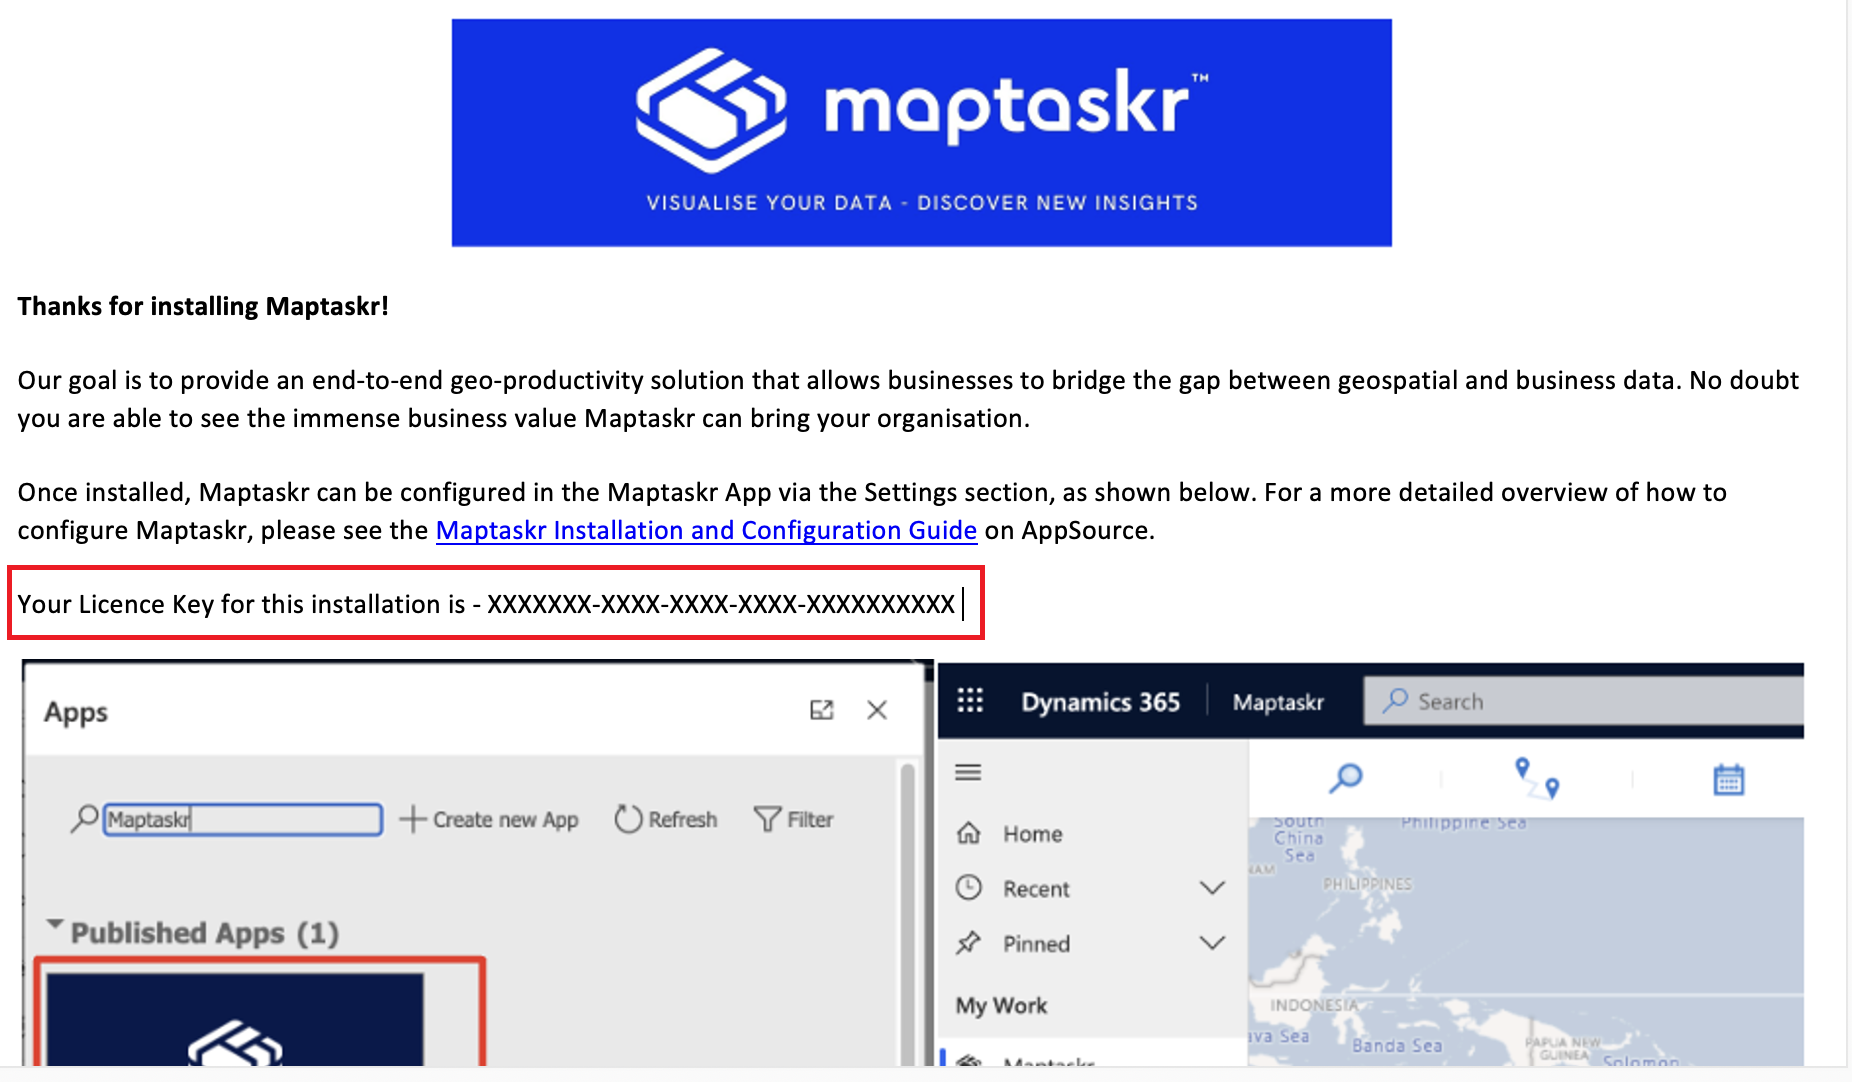 maptaskr™
VISUALISE YOUR DATA - DISCOVER NEW INSIGHTS
Thanks for installing Maptaskr!
Our goal is to provide an end-to-end geo-productivity solution that allows businesses to bridge the gap between geospatial and business data. No doubt
you are able to see the immense business value Maptaskr can bring your organisation.
Once installed, Maptaskr can be configured in the Maptaskr App via the Settings section, as shown below. For a more detailed overview of how to
configure Maptaskr, please see the Maptaskr Installation and Configuration Guide on AppSource.
Your Licence Key for this installation is - XXXXXXX-XXXX-XXXX-XXXX-XXXXXXXXXX
Apps
Maptaskr
Create new App
Refresh
Filter
Published Apps (1)
Dynamics 365
Maptaskr
Search
Home
Recent
Pinned
My Work
Maptaskr
South
China
Sea
Philippine Sea
NAM
PHILIPPINES
INDONESIA
ava Sea
Banda Sea
PAPUA NEW
GUINEA
Solomon